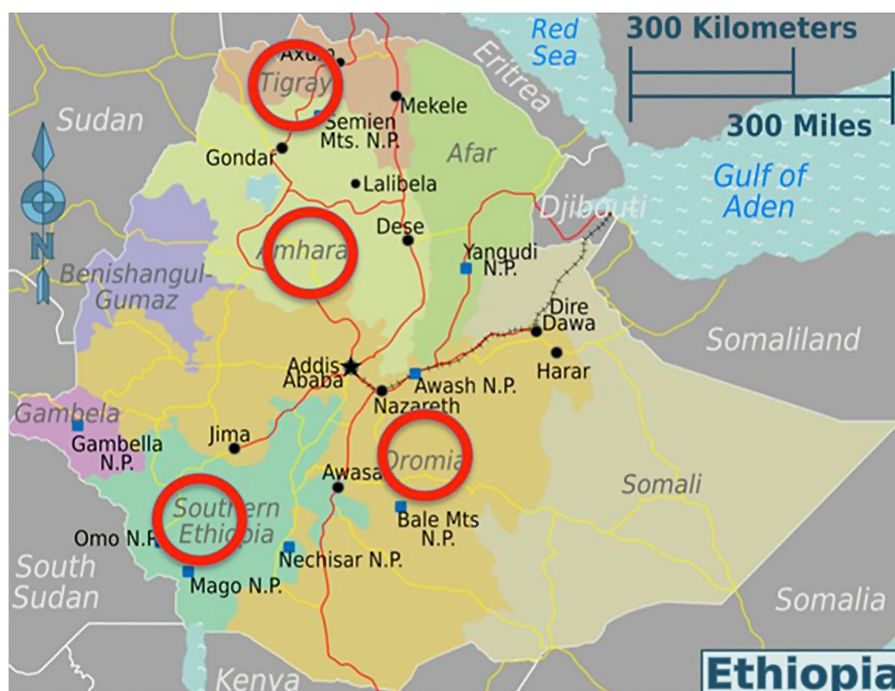 Red
Sea
300 Kilometers
300 Miles
Eritrea
Sudan
Axum
Tigray
Mekele
Semien
Mts. N.P.
Gondar
Afar
Lalibela
Gulf of
Aden
Djibouti
N
Amhara
Dese
Yangudi
N.P.
Benishangul-
Gumaz
Dire
Dawa
Somaliland
Addis
Ababa
Awash N.P.
Harar
Nazareth
Gambela
Gambella
N.P.
Jima
Oromia
Awasa
Somali
Southern
Ethiopia
Bale Mts
N.P.
Omo N.P.
Nechisar N.P.
South
Sudan
Mago N.P.
Somalia
Kenya
Ethiopia